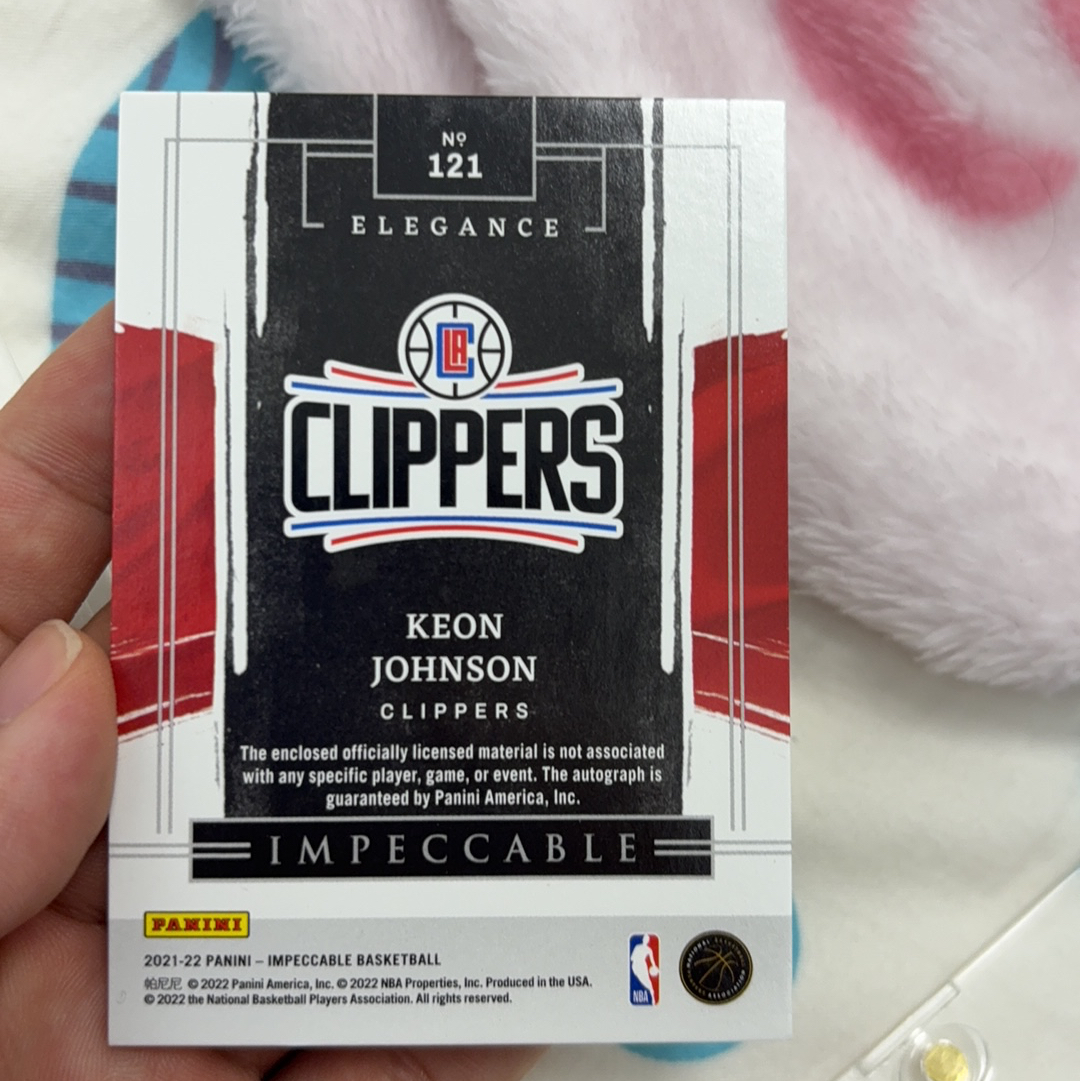 Nº
121
ELEGANCE
LAC
CLIPPERS
KEON
JOHNSON
CLIPPERS
The enclosed officially licensed material is not associated
with any specific player, game, or event. The autograph is
guaranteed by Panini America, Inc.
IMPECCABLE
PANINI
2021-22 PANINI – IMPECCABLE BASKETBALL
帕尼尼 © 2022 Panini America, Inc. © 2022 NBA Properties, Inc. Produced in the USA.
© 2022 the National Basketball Players Association. All rights reserved.
NBA